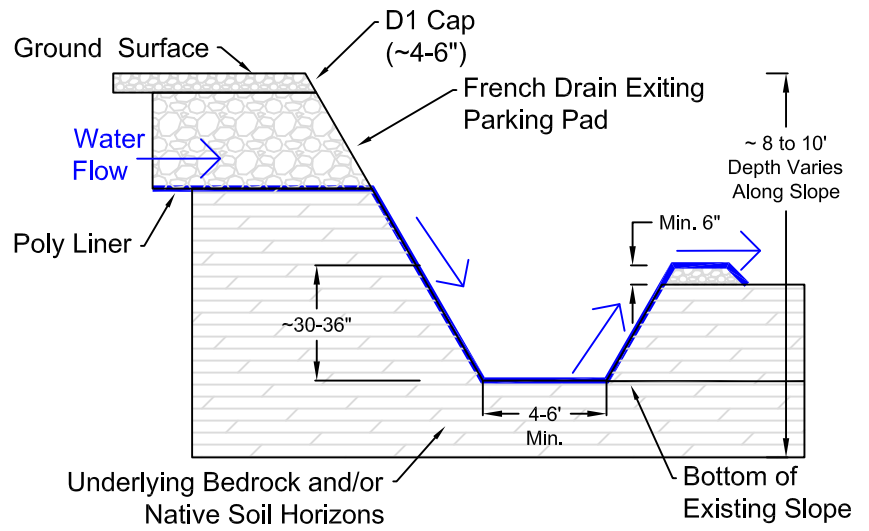 D1 Cap
(~4-6")
Ground Surface
French Drain Exiting
Parking Pad
Water
Flow
~ 8 to 10'
Depth Varies
Along Slope
Min. 6"
Poly Liner
~30-36"
4-6'
Min.
Underlying Bedrock and/or
Native Soil Horizons
Bottom of
Existing Slope